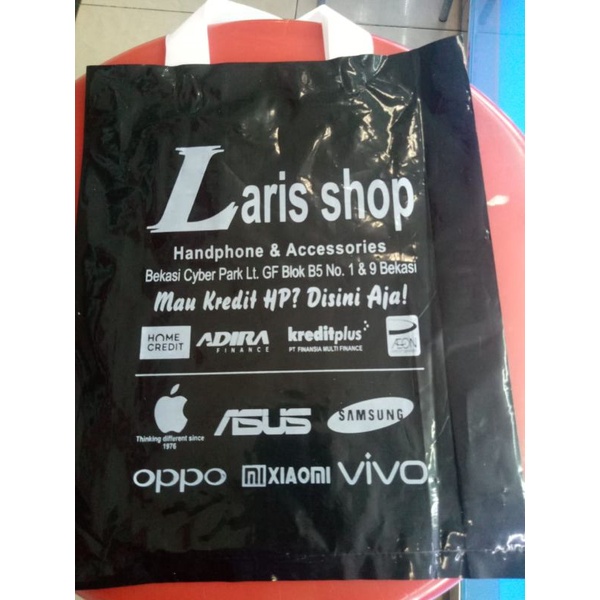 Laris shop
Handphone & Accessories
Bekasi Cyber Park Lt. GF Blok B5 No. 1 & 9 Bekasi
Mau Kredit HP? Disini Aja!
HOME CREDIT
ADIRA FINANCE
kreditplus
PT FINANSIA MULTI FINANCE
AEON
Thinking different since
1976
ASUS
SAMSUNG
oppo
mi XIAOMI
vivo